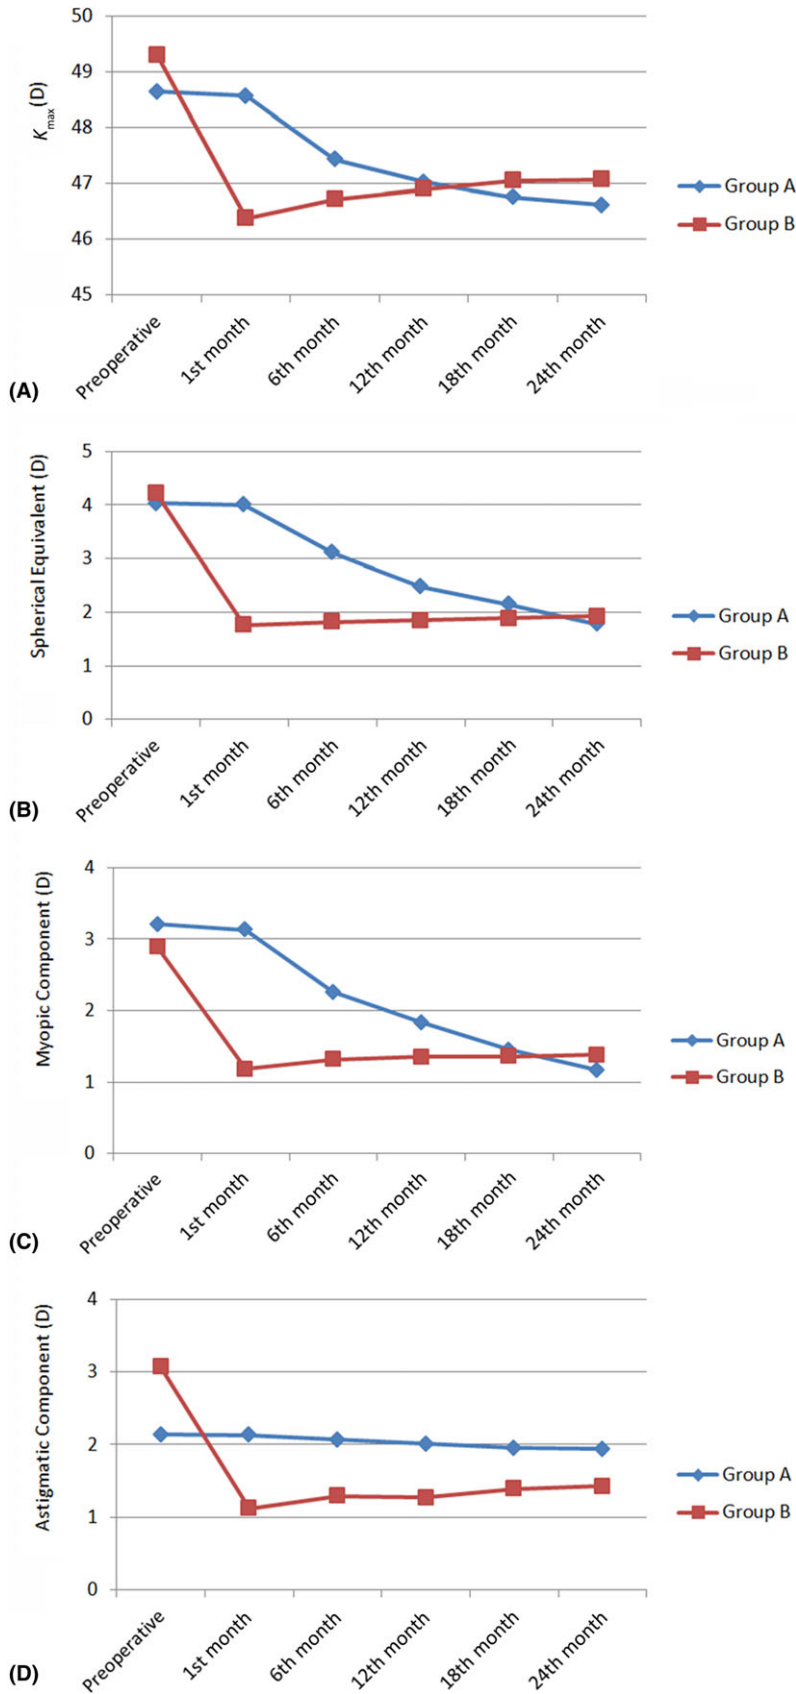 50
49
48
47
46
45
Kmax (D)
Group A
Group B
Preoperative
1st month
6th month
12th month
18th month
24th month
(A)
5
4
3
2
1
0
Spherical Equivalent (D)
Group A
Group B
Preoperative
1st month
6th month
12th month
18th month
24th month
(B)
4
3
2
1
0
Myopic Component (D)
Group A
Group B
Preoperative
1st month
6th month
12th month
18th month
24th month
(C)
4
3
2
1
0
Astigmatic Component (D)
Group A
Group B
Preoperative
1st month
6th month
12th month
18th month
24th month
(D)